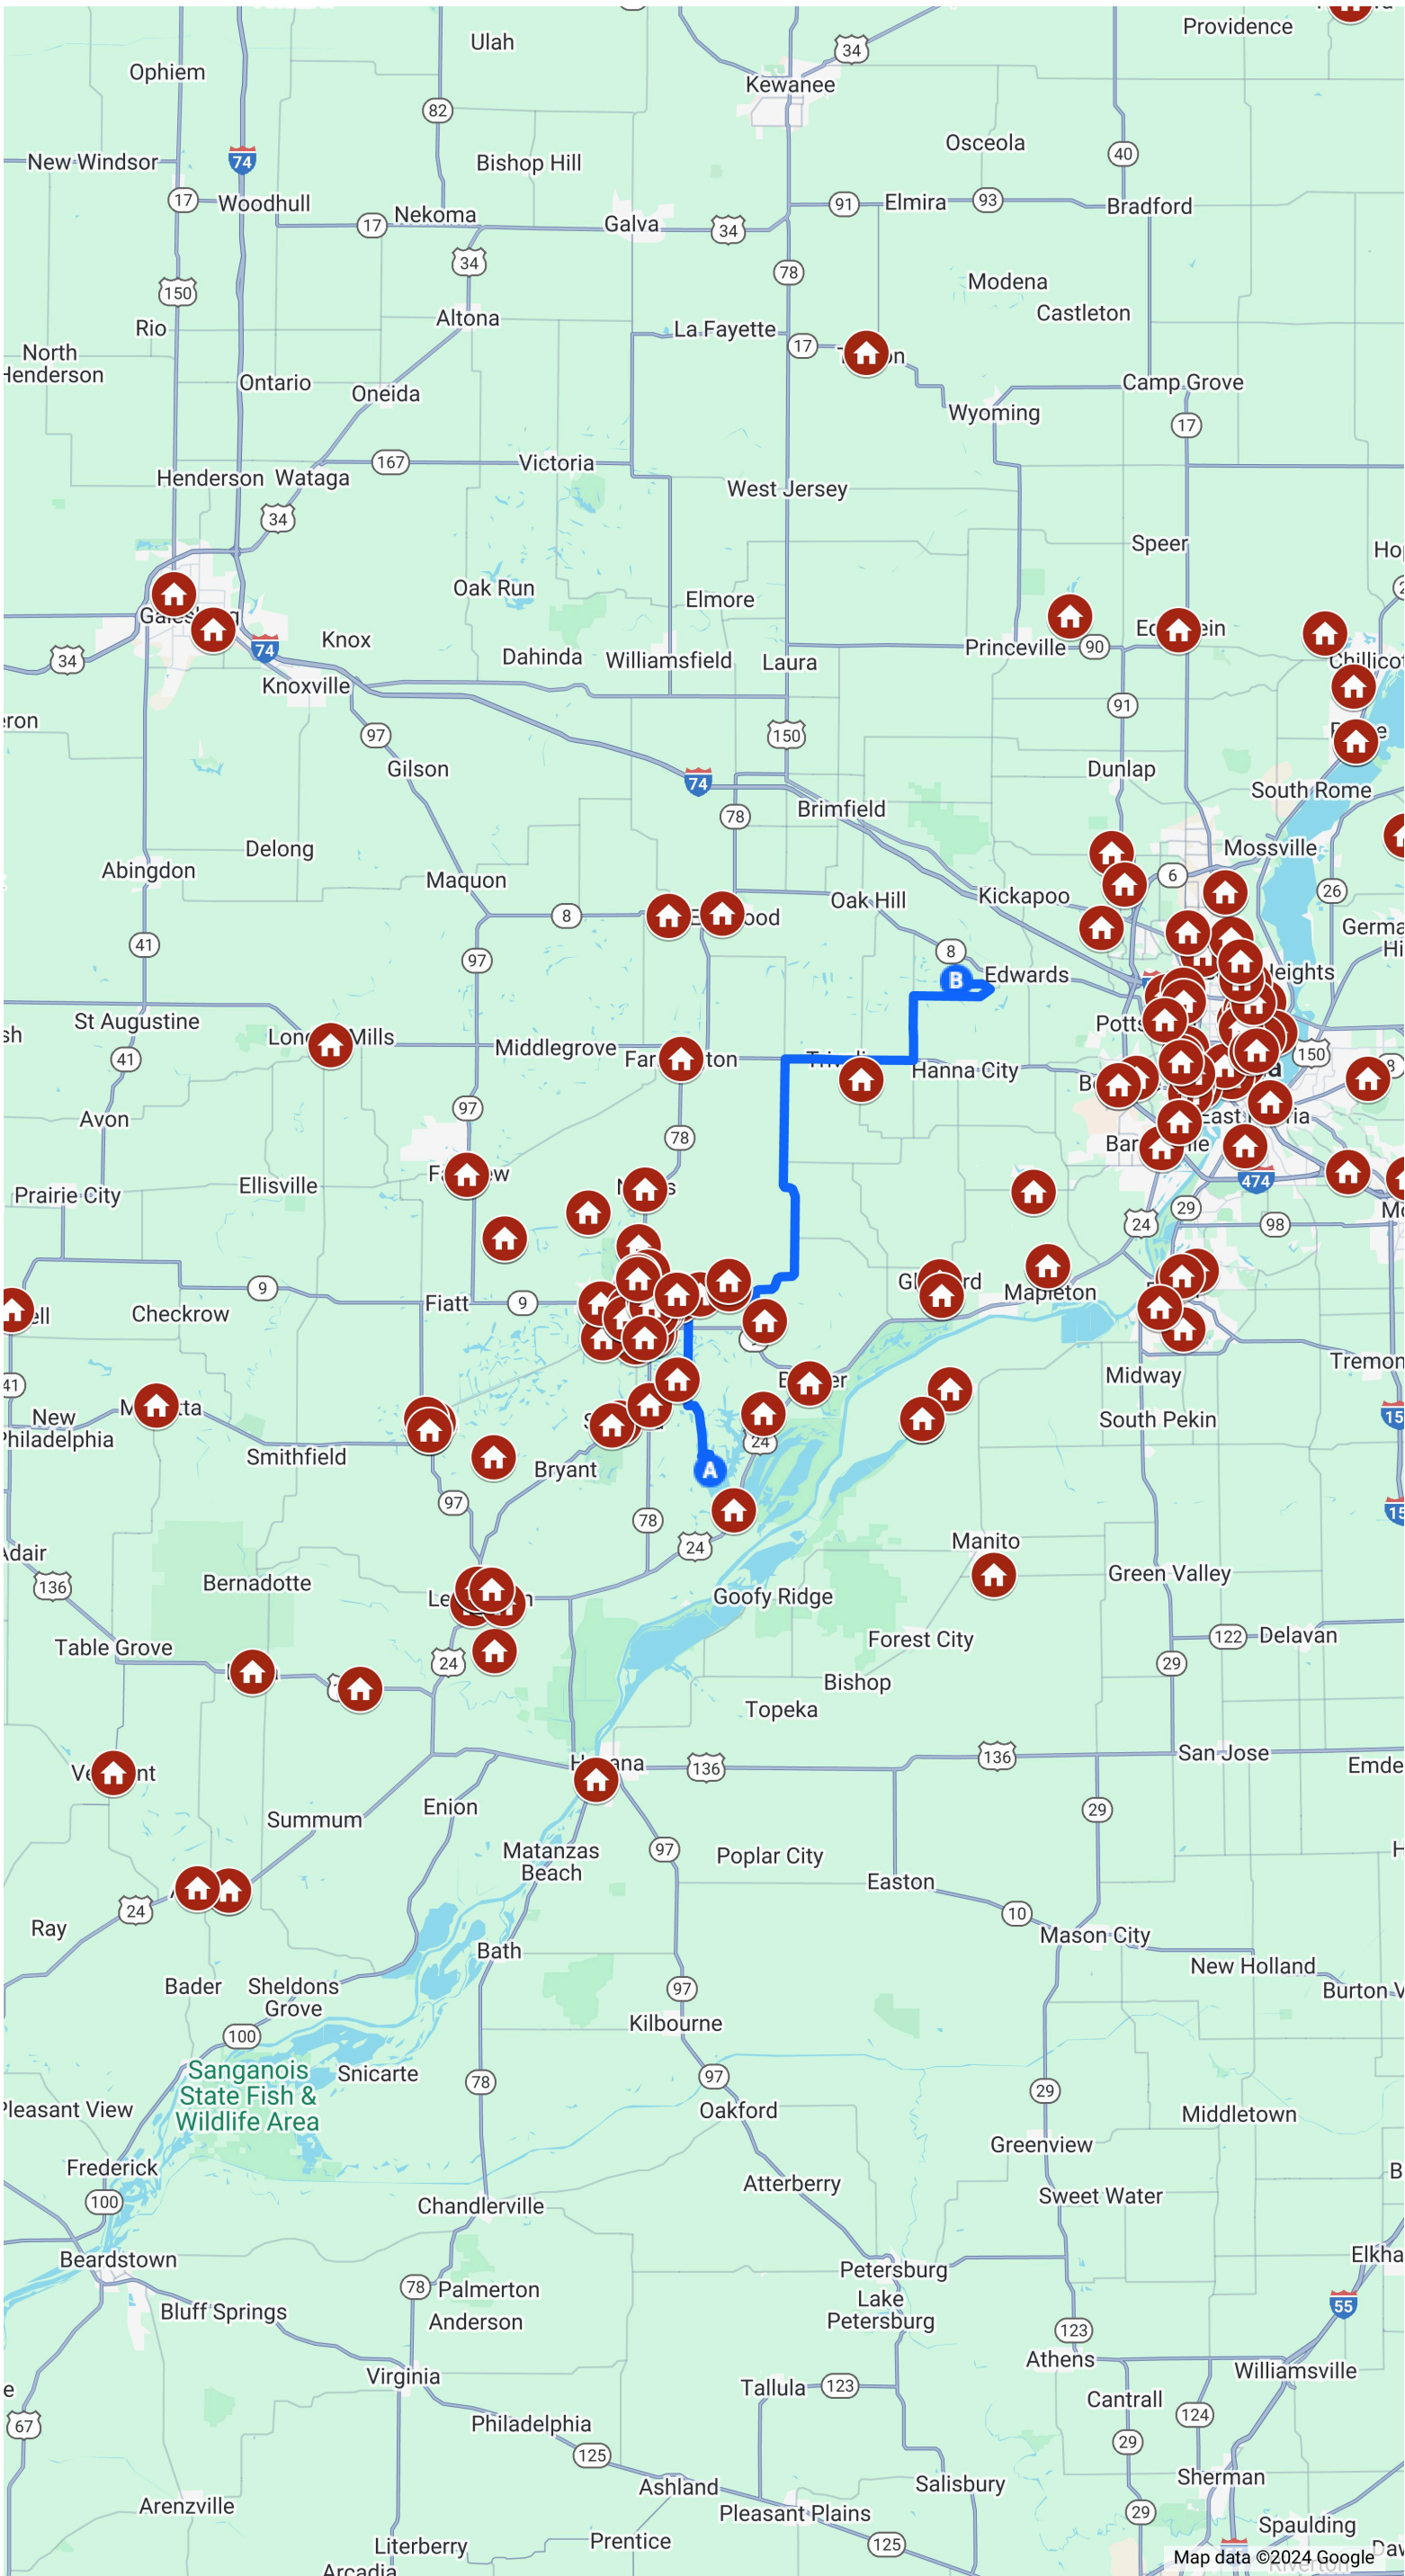 Providence
Ulah
34
Ophiem
Kewanee
82
Osceola
40
New Windsor
74
Bishop Hill
17
Woodhull
91
Elmira
93
Bradford
17
Nekoma
Galva
34
34
78
Modena
150
Castleton
Rio
Altona
La Fayette
17
North
Henderson
Ontario
Oneida
Camp Grove
Wyoming
17
167
Victoria
Henderson
Wataga
West Jersey
34
Speer
Oak Run
Elmore
Knox
34
74
Dahinda
Williamsfield
Laura
Princeville
90
Knoxville
91
97
150
Gilson
74
Dunlap
South Rome
78
Brimfield
Delong
Mossville
Abingdon
Maquon
6
Kickapoo
26
Oak Hill
8
41
8
97
B
Edwards
St Augustine
Middlegrove
41
150
Hanna City
97
Avon
78
Ellisville
Prairie City
474
29
24
98
9
Fiatt
9
Checkrow
Mapleton
Tremon
41
Midway
New
Philadelphia
South Pekin
Smithfield
24
Bryant
A
97
78
24
Manito
136
Bernadotte
Goofy Ridge
Green Valley
Table Grove
Forest City
122
Delavan
24
29
Bishop
Topeka
136
136
San Jose
Summum
Enion
29
Matanzas
Beach
97
Poplar City
Easton
24
10
Ray
Mason City
Bath
New Holland
Bader
Sheldons
Grove
97
100
Kilbourne
Sanganois
State Fish &
Wildlife Area
Snicarte
78
97
29
Oakford
Middletown
Greenview
Frederick
Atterberry
100
Chandlerville
Sweet Water
Beardstown
Petersburg
78
Palmerton
Lake
Petersburg
55
Bluff Springs
Anderson
123
Athens
Virginia
Williamsville
Tallula
123
Cantrall
67
Philadelphia
124
125
29
Ashland
Salisbury
Sherman
Arenzville
Pleasant Plains
29
Spaulding
Literberry
Prentice
125
Map data ©2024 Google